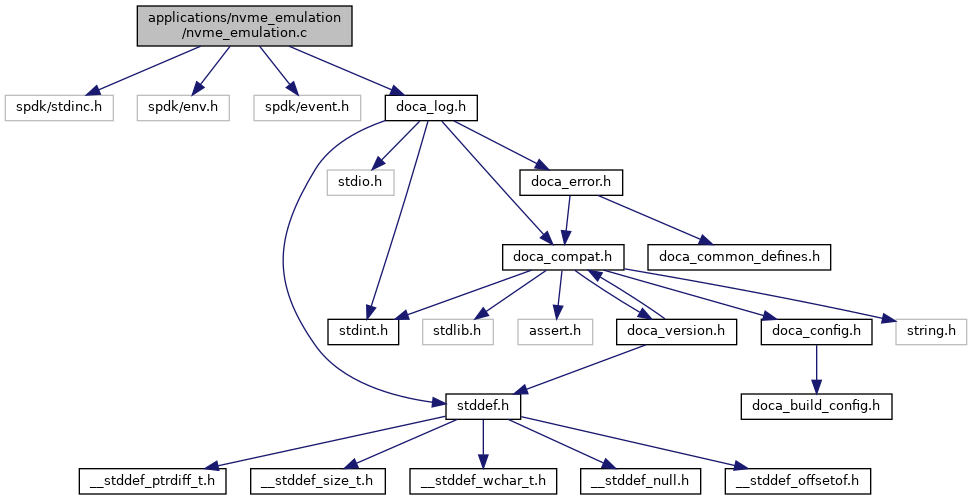 applications/nvme_emulation
/nvme_emulation.c
spdk/stdinc.h
spdk/env.h
spdk/event.h
doca_log.h
stdio.h
doca_error.h
doca_compat.h
doca_common_defines.h
stdint.h
stdlib.h
assert.h
doca_version.h
doca_config.h
string.h
stddef.h
doca_build_config.h
__stddef_ptrdiff_t.h
__stddef_size_t.h
__stddef_wchar_t.h
__stddef_null.h
__stddef_offsetof.h